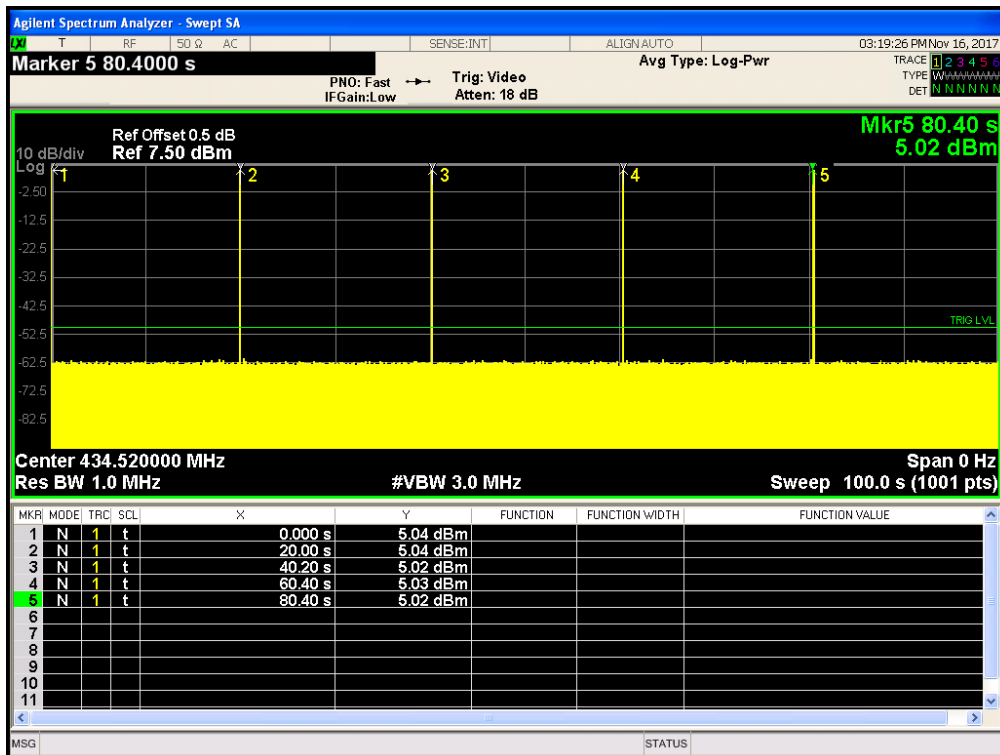 Agilent Spectrum Analyzer - Swept SA
LXI T RF 50 Ω AC SENSE:INT ALIGN AUTO 03:19:26 PM Nov 16, 2017
Marker 5 80.4000 s
PNO: Fast
IFGain:Low
Trig: Video
Atten: 18 dB
Avg Type: Log-Pwr
TRACE 1 2 3 4 5 6
TYPE W
DET N N N N N N
Mkr5 80.40 s
5.02 dBm
Ref Offset 0.5 dB
10 dB/div Ref 7.50 dBm
Log
1 2 3 4 5
-2.50
-12.5
-22.5
-32.5
-42.5
TRIG LVL
-52.5
-62.5
-72.5
-82.5
Center 434.520000 MHz Span 0 Hz
Res BW 1.0 MHz #VBW 3.0 MHz Sweep 100.0 s (1001 pts)
MKR MODE TRC SCL X Y FUNCTION FUNCTION WIDTH FUNCTION VALUE
1 N 1 t 0.000 s 5.04 dBm
2 N 1 t 20.00 s 5.04 dBm
3 N 1 t 40.20 s 5.02 dBm
4 N 1 t 60.40 s 5.03 dBm
5 N 1 t 80.40 s 5.02 dBm
6
7
8
9
10
11
MSG STATUS